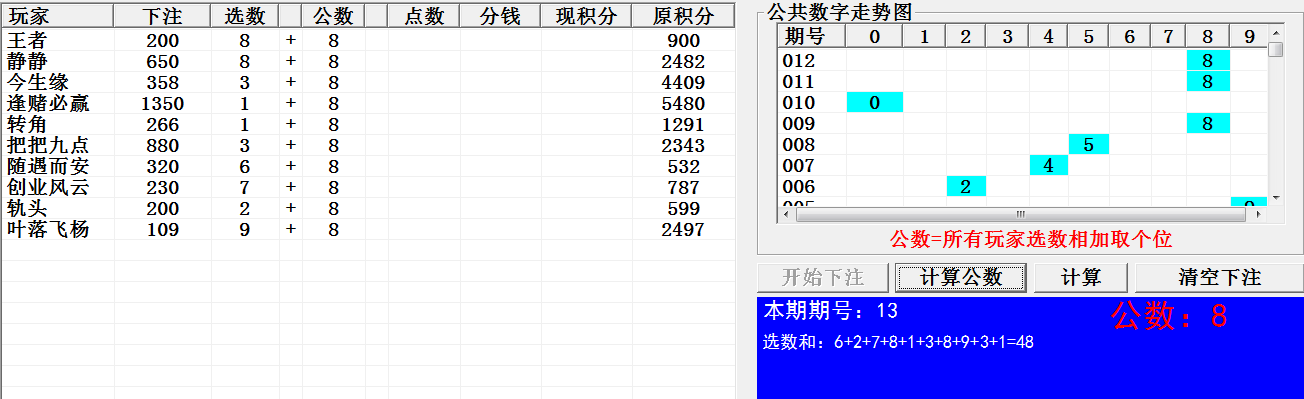 玩家 下注 选数 公数 点数 分钱 现积分 原积分
王者 200 8 + 8 900
静静 650 8 + 8 2482
今生缘 358 3 + 8 4409
逢赌必赢 1350 1 + 8 5480
转角 266 1 + 8 1291
把把九点 880 3 + 8 2343
随遇而安 320 6 + 8 532
创业风云 230 7 + 8 787
轨头 200 2 + 8 599
叶落飞杨 109 9 + 8 2497
公共数字走势图
期号 0 1 2 3 4 5 6 7 8 9
012 8
011 8
010 0
009 8
008 5
007 4
006 2
005 9
公数=所有玩家选数相加取个位
开始下注 计算公数 计算 清空下注
本期期号：13
公数：8
选数和：6+2+7+8+1+3+8+9+3+1=48